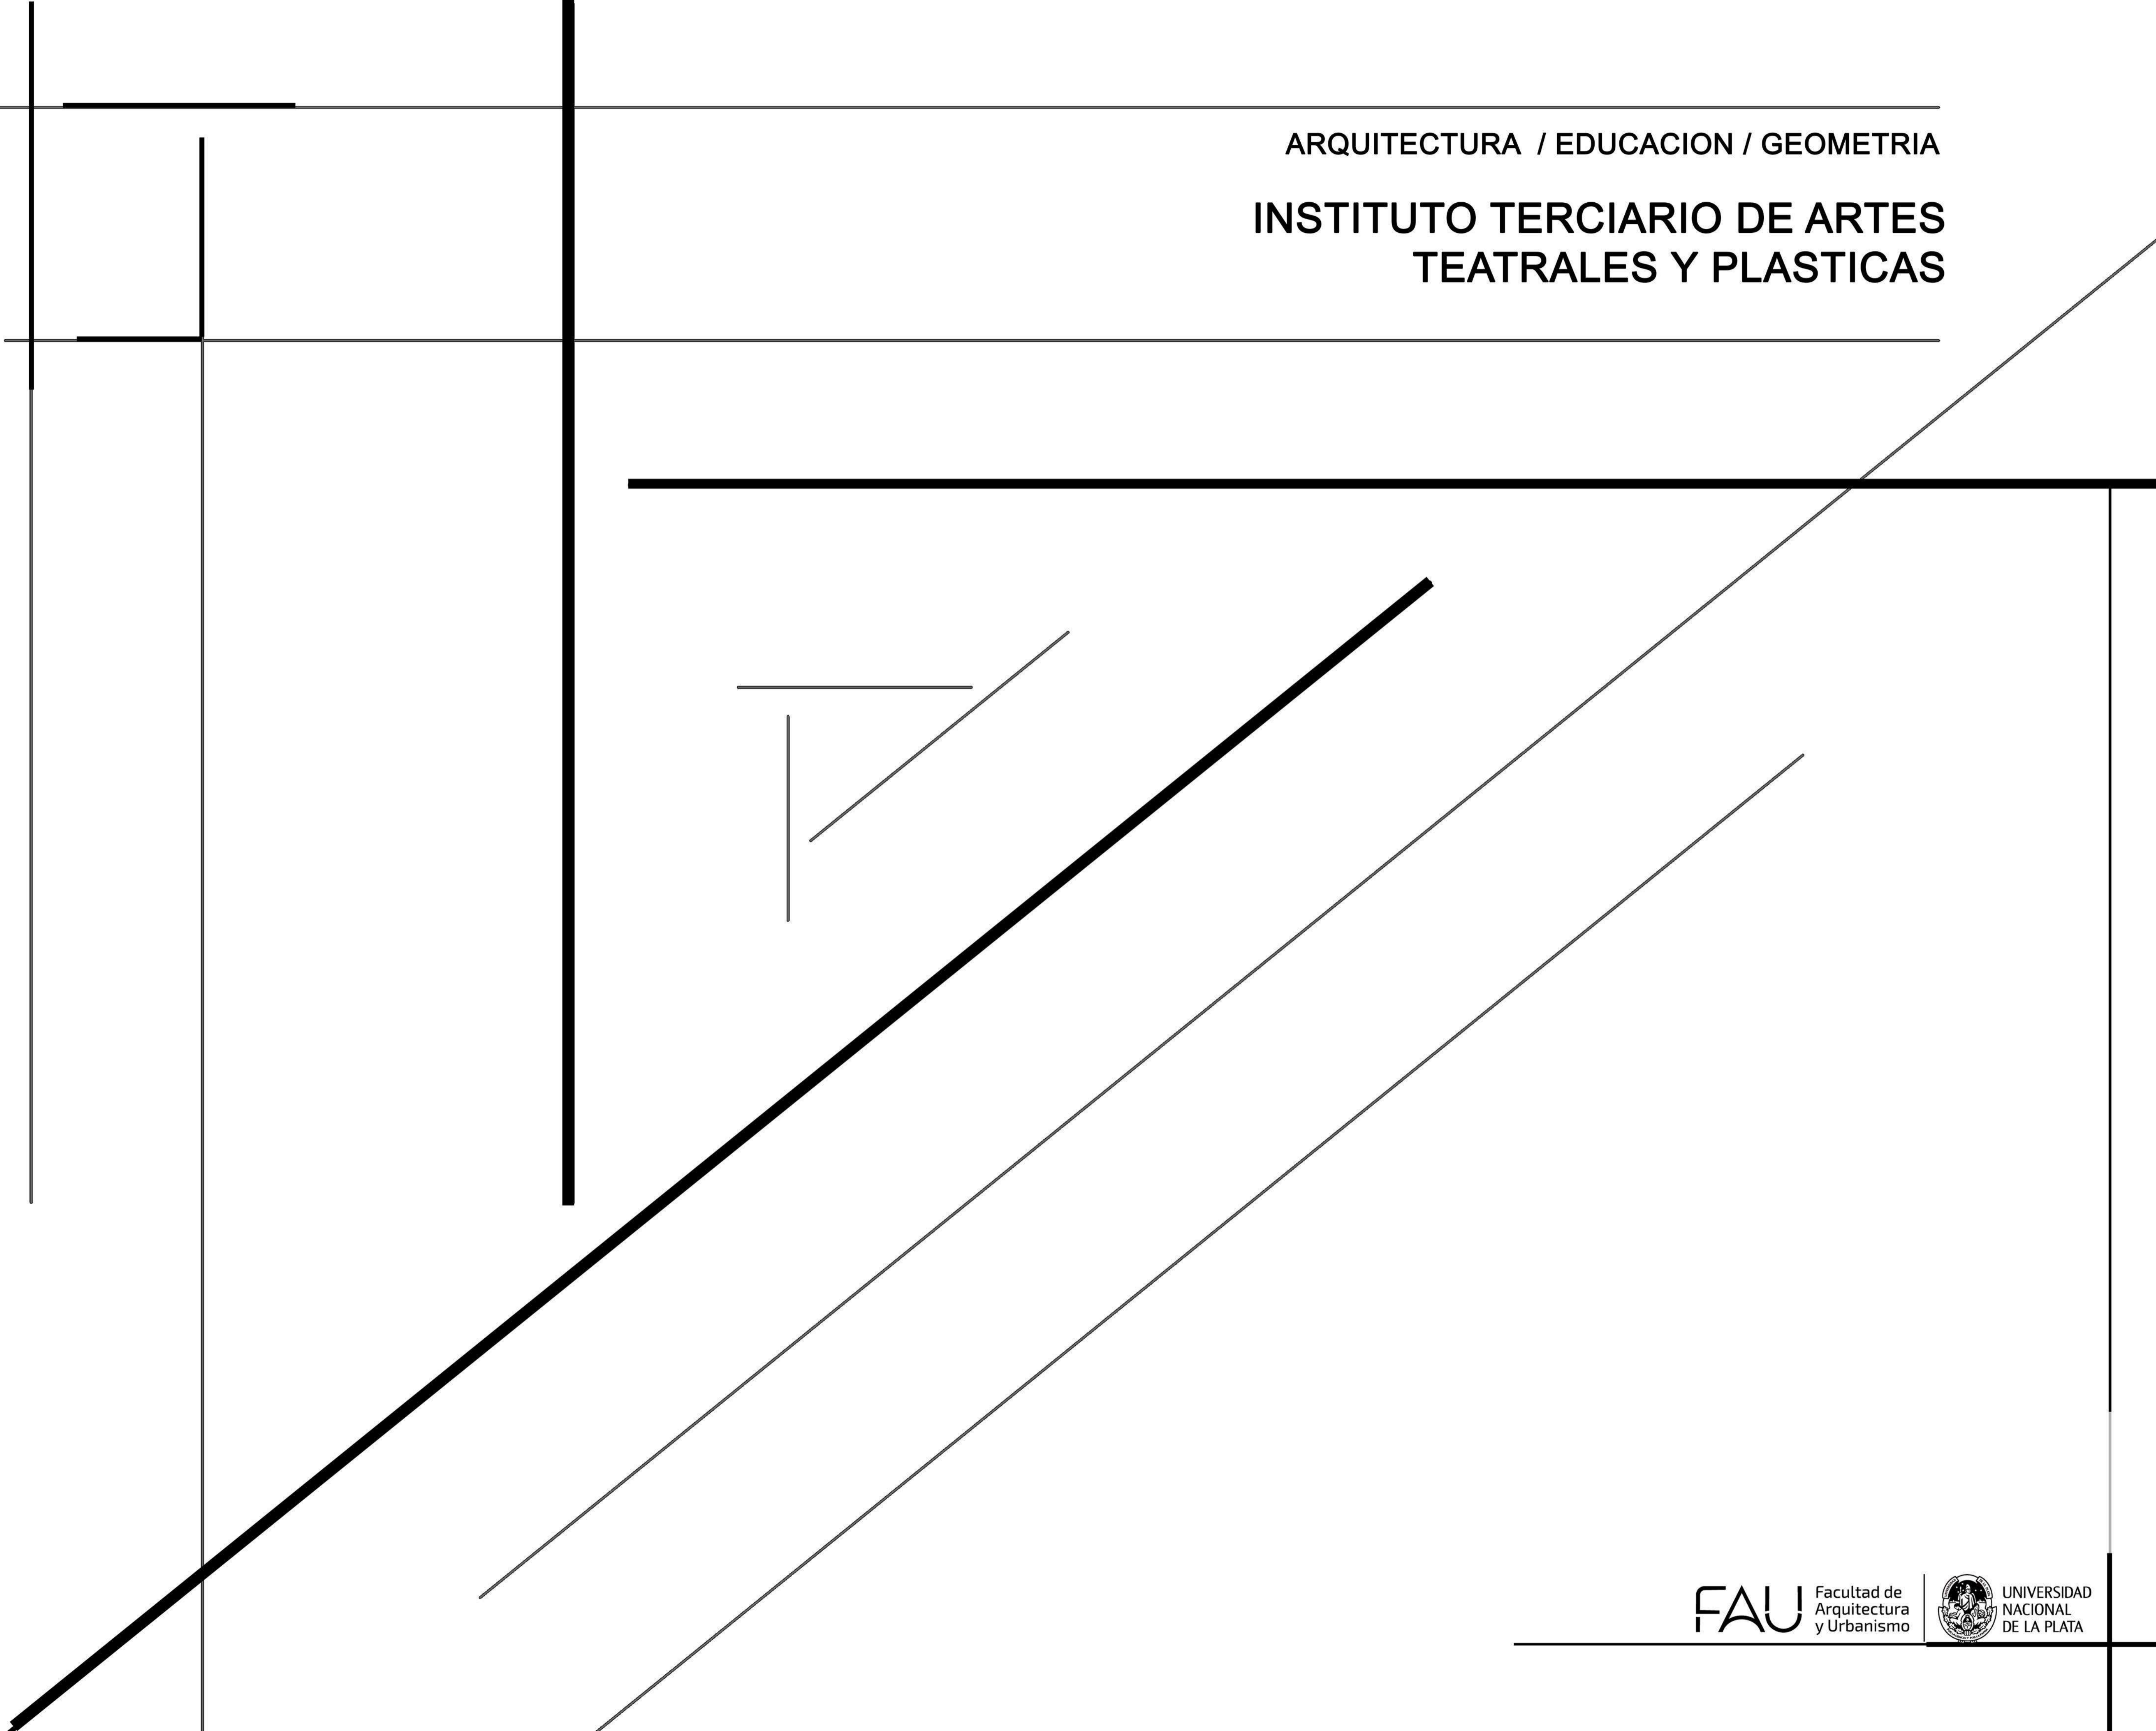 ARQUITECTURA / EDUCACION / GEOMETRIA
INSTITUTO TERCIARIO DE ARTES
TEATRALES Y PLASTICAS
FAU
Facultad de
Arquitectura
y Urbanismo
UNIVERSIDAD
NACIONAL
DE LA PLATA